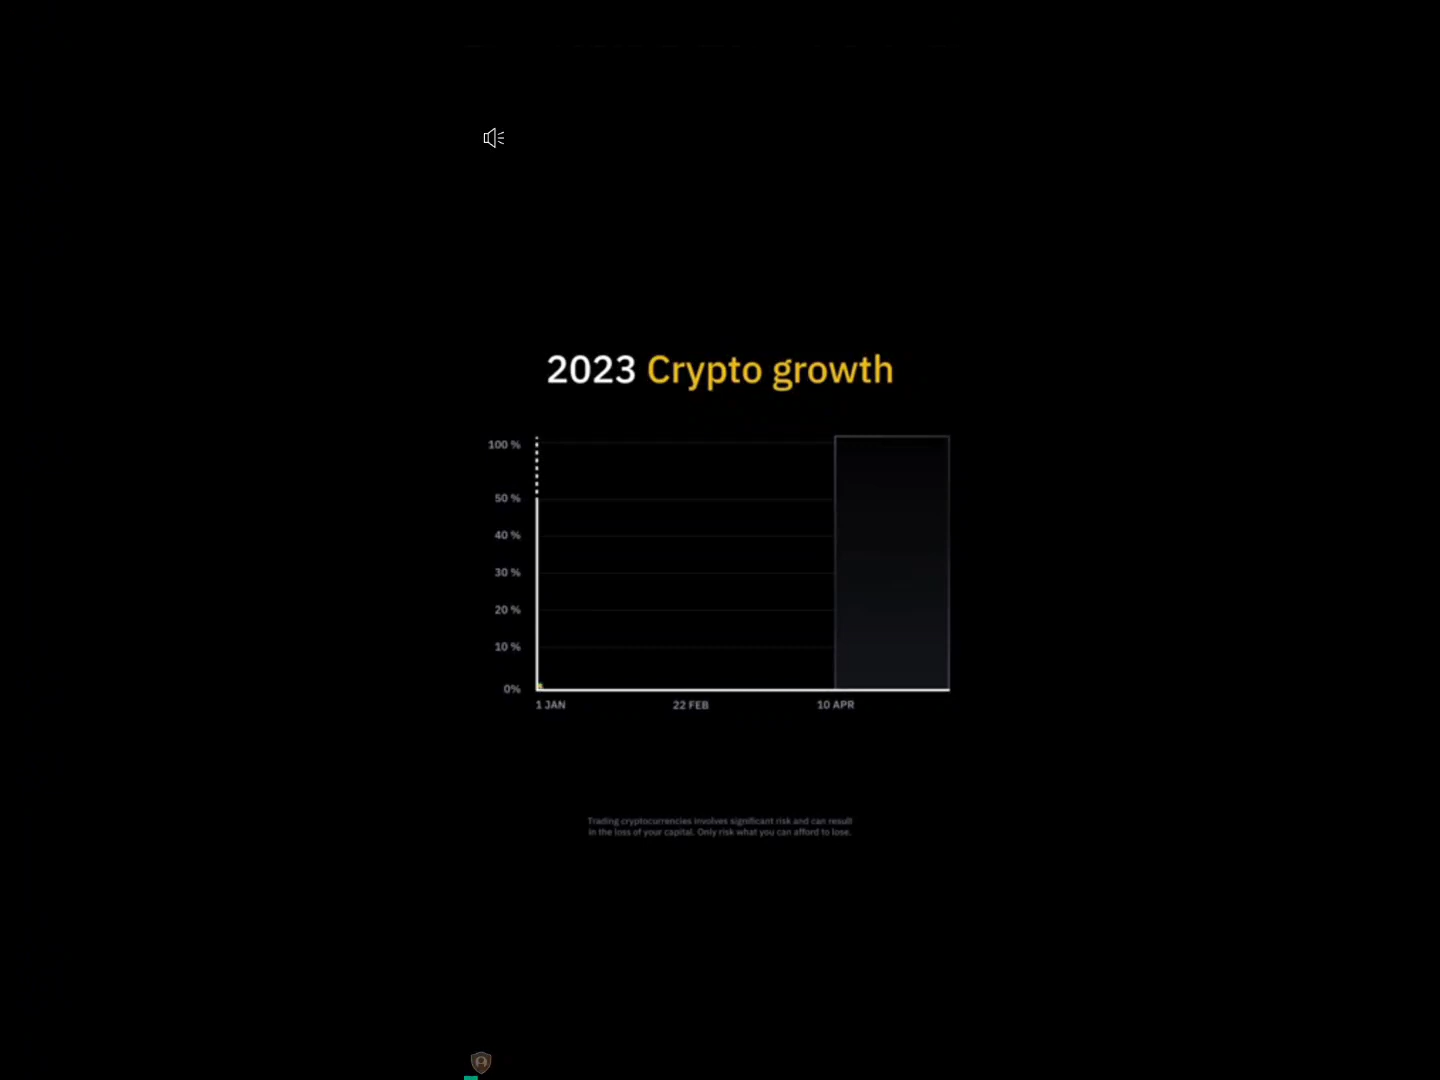 2023 Crypto growth
100 %
50 %
40 %
30 %
20 %
10 %
0%
1 JAN 22 FEB 10 APR
Trading cryptocurrencies involves significant risk and can result
in the loss of your capital. Only risk what you can afford to lose.